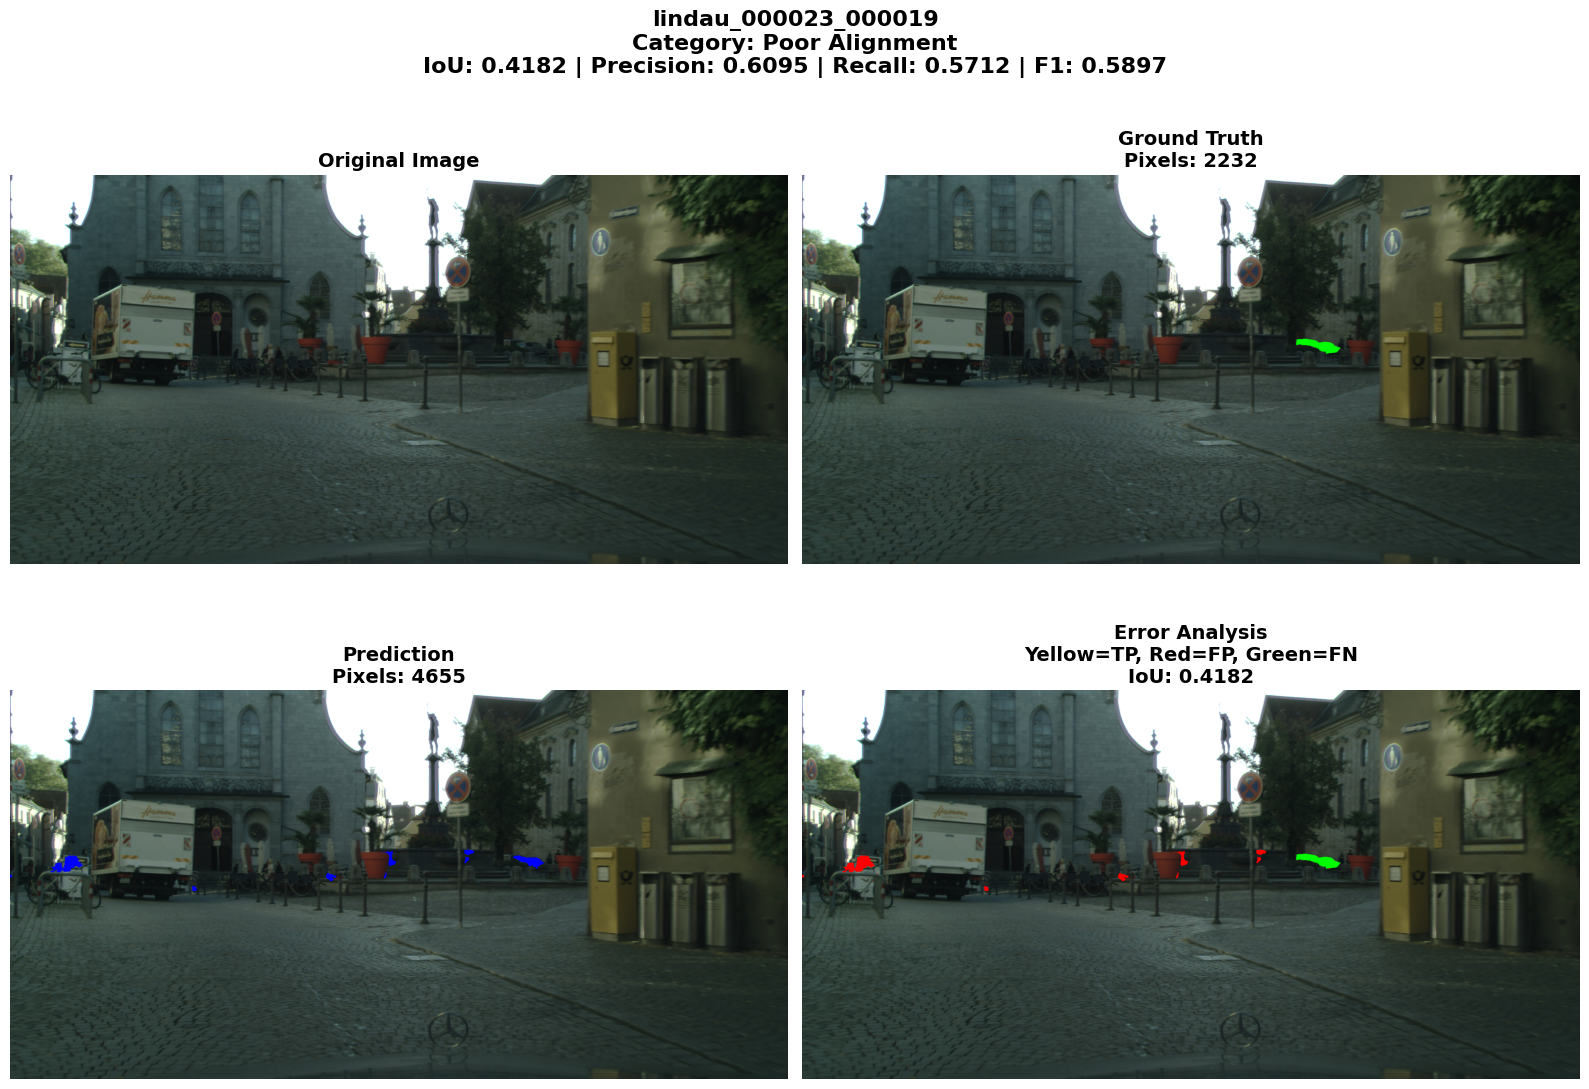 lindau_000023_000019
Category: Poor Alignment
IoU: 0.4182 | Precision: 0.6095 | Recall: 0.5712 | F1: 0.5897
Original Image
Ground Truth
Pixels: 2232
Prediction
Pixels: 4655
Error Analysis
Yellow=TP, Red=FP, Green=FN
IoU: 0.4182